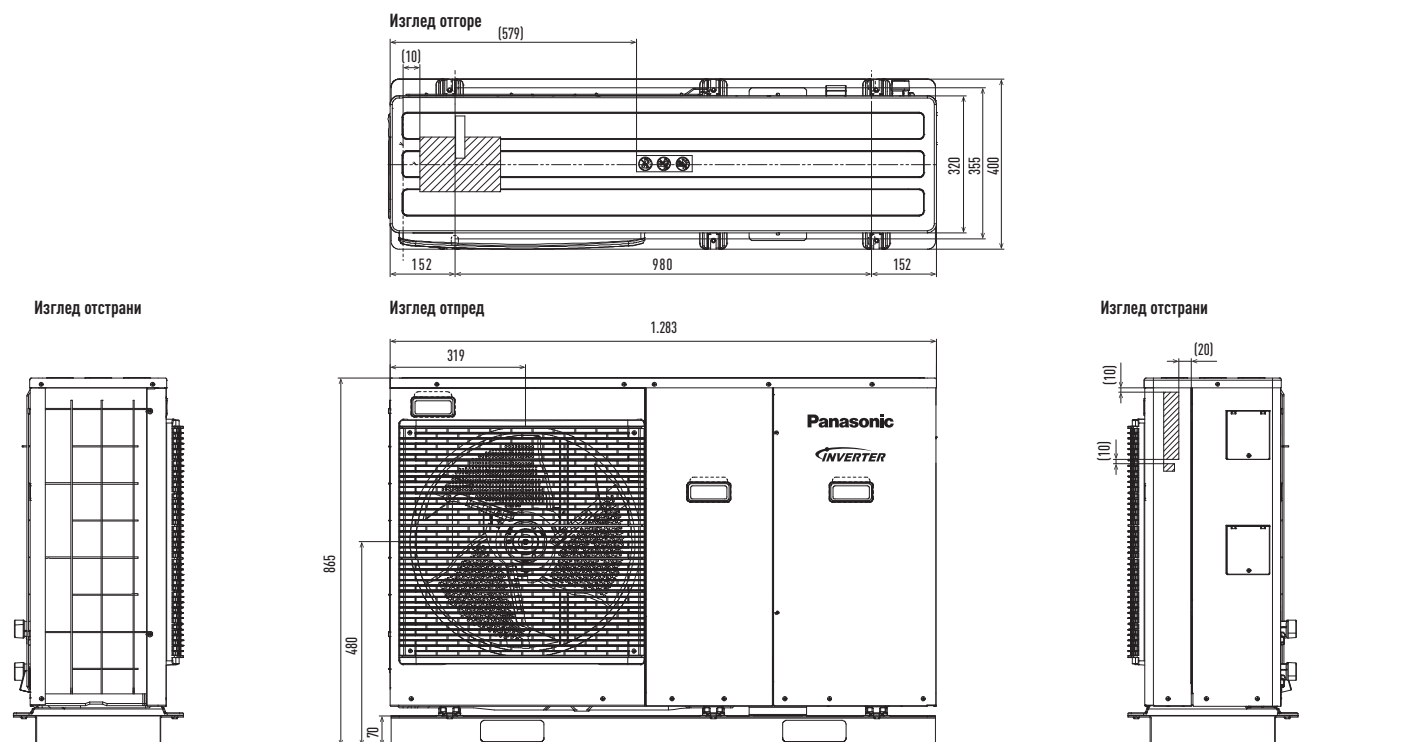 Изглед отгоре
(579)
(10)
320
355
400
152
980
152
Изглед отстрани
Изглед отпред
Изглед отстрани
1.283
319
(20)
(10)
(10)
Panasonic
INVERTER
865
480
70